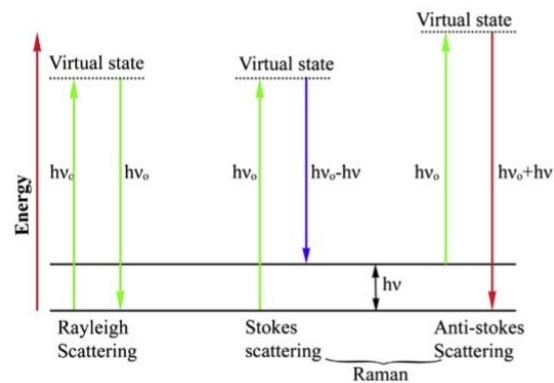 Virtual state
Virtual state
Virtual state
Energy
hνₒ
hνₒ
hνₒ
hνₒ-hν
hνₒ
hνₒ+hν
hν
Rayleigh
Scattering
Stokes
scattering
Anti-stokes
Scattering
Raman